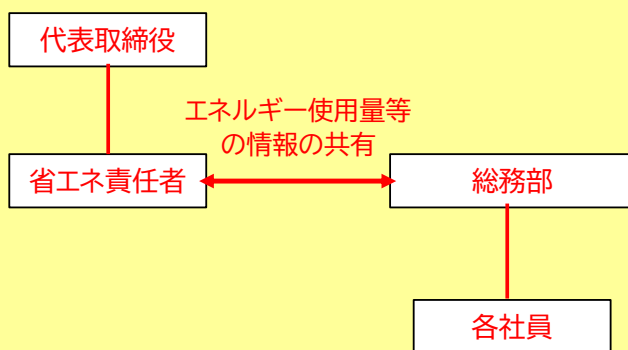 代表取締役
エネルギー使用量等
の情報の共有
省エネ責任者
総務部
各社員